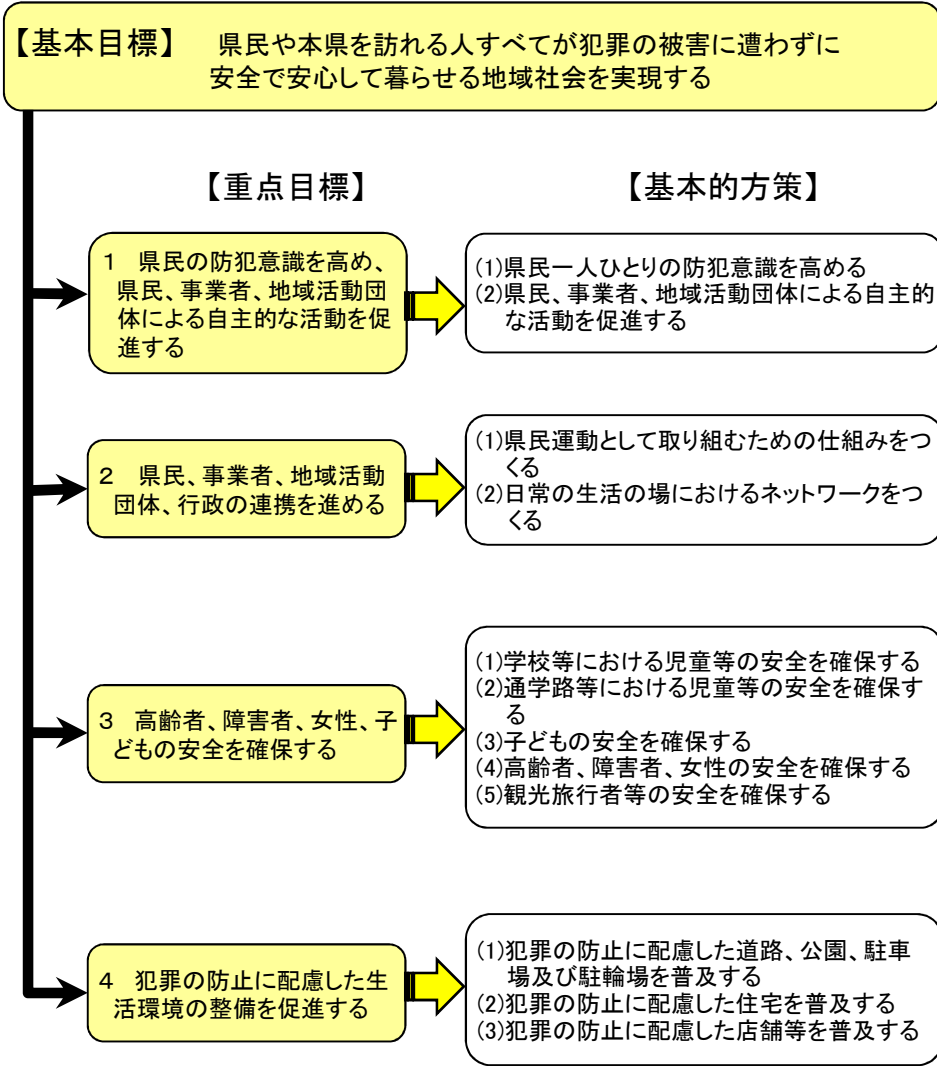 【基本目標】 県民や本県を訪れる人すべてが犯罪の被害に遭わずに
安全で安心して暮らせる地域社会を実現する
【重点目標】
【基本的方策】
1 県民の防犯意識を高め、
県民、事業者、地域活動団
体による自主的な活動を促
進する
(1)県民一人ひとりの防犯意識を高める
(2)県民、事業者、地域活動団体による自主的
な活動を促進する
2 県民、事業者、地域活動
団体、行政の連携を進める
(1)県民運動として取り組むための仕組みをつ
くる
(2)日常の生活の場におけるネットワークをつ
くる
3 高齢者、障害者、女性、子
どもの安全を確保する
(1)学校等における児童等の安全を確保する
(2)通学路等における児童等の安全を確保す
る
(3)子どもの安全を確保する
(4)高齢者、障害者、女性の安全を確保する
(5)観光旅行者等の安全を確保する
4 犯罪の防止に配慮した生
活環境の整備を促進する
(1)犯罪の防止に配慮した道路、公園、駐車
場及び駐輪場を普及する
(2)犯罪の防止に配慮した住宅を普及する
(3)犯罪の防止に配慮した店舗等を普及する